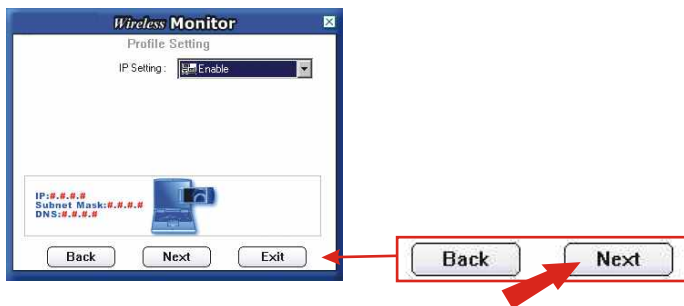 Wireless Monitor
Profile Setting
IP Setting: Enable
IP:#.#.#.#
Subnet Mask:#.#.#.#
DNS:#.#.#.#
Back Next Exit
Back Next